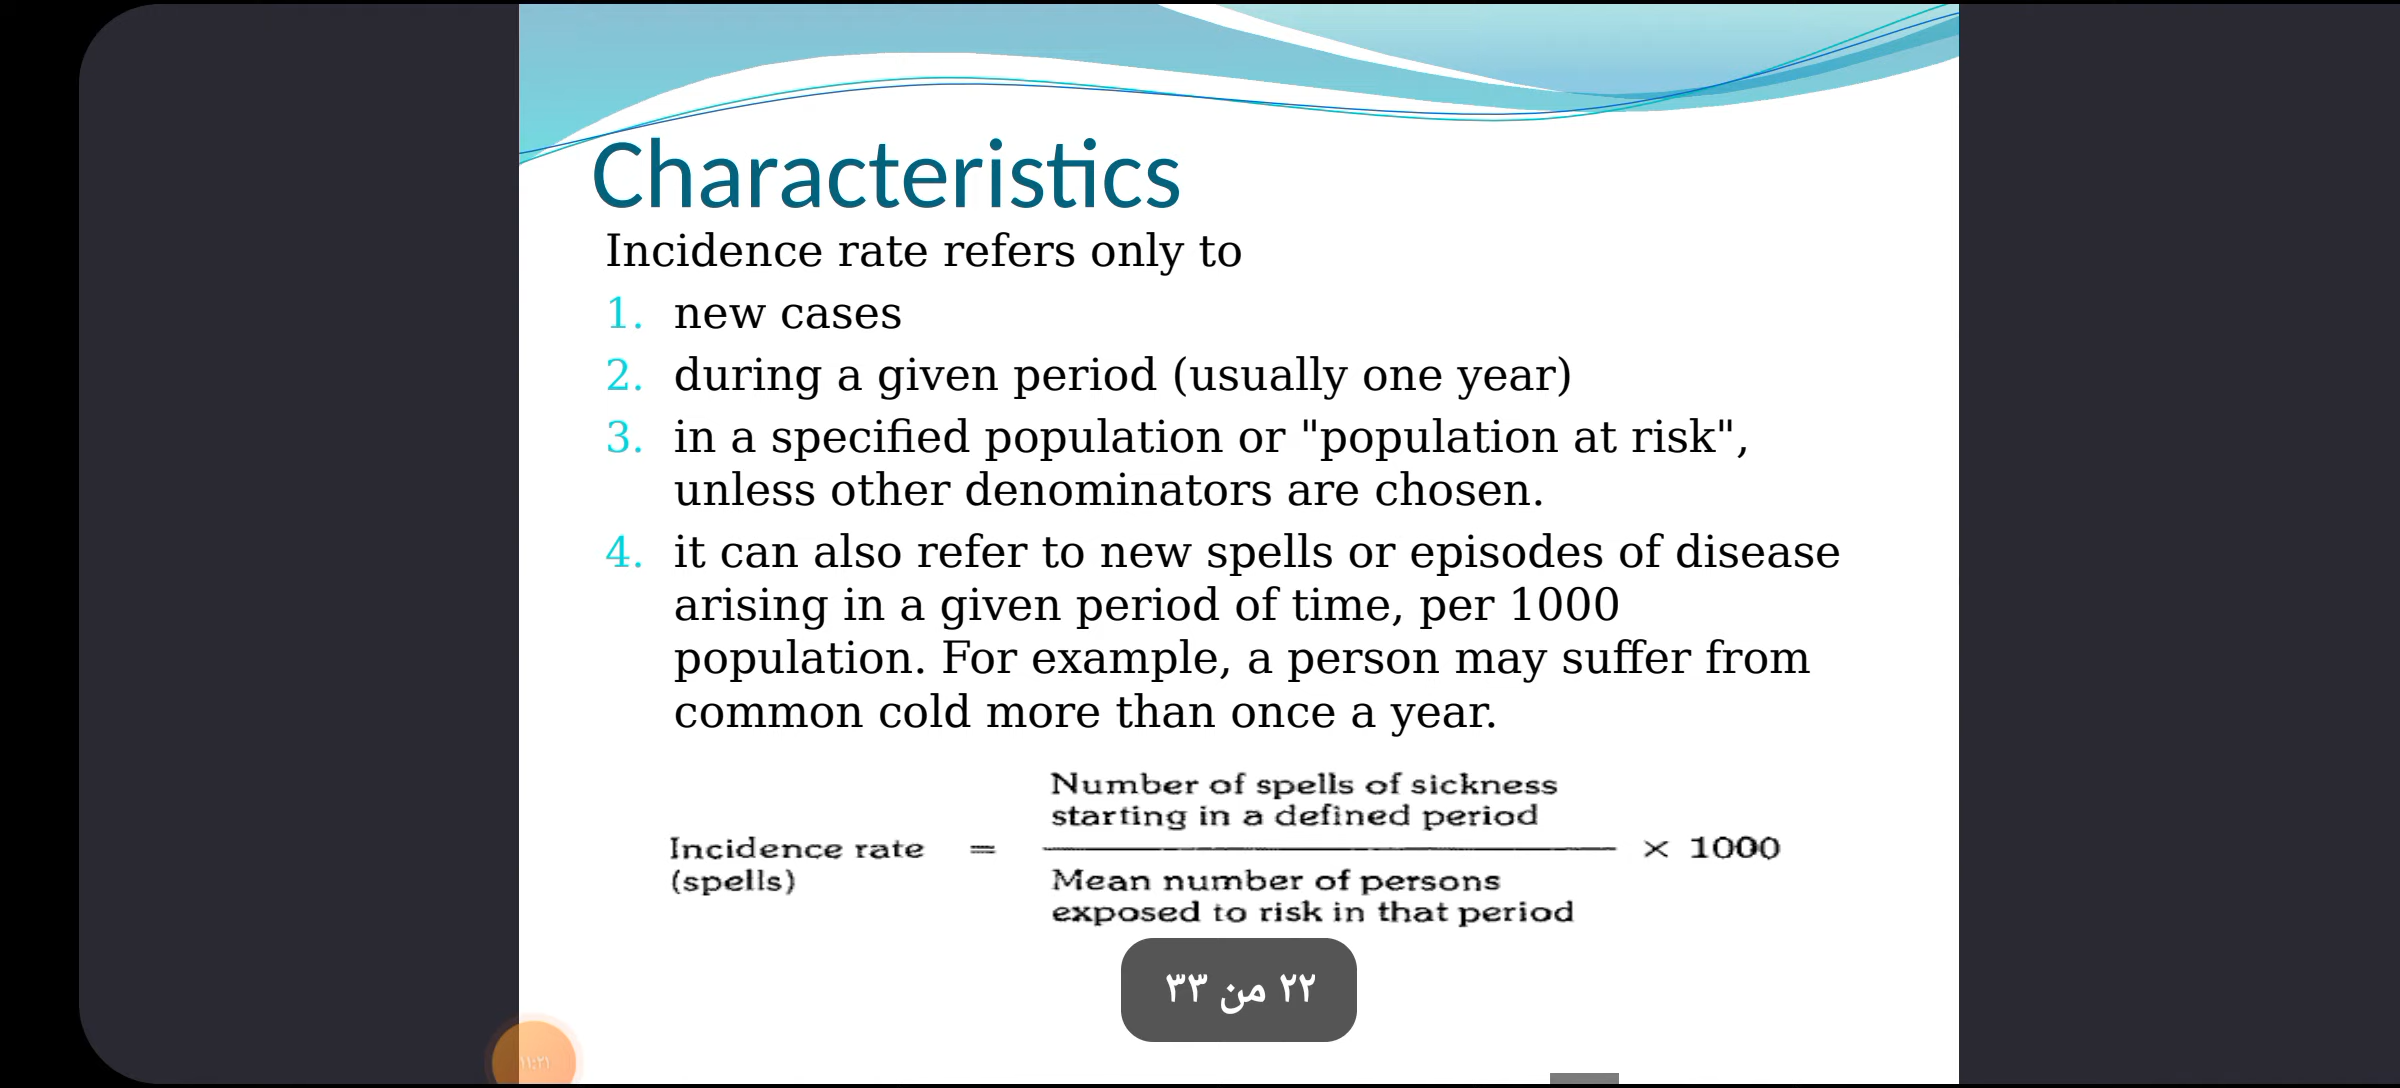 Characteristics
Incidence rate refers only to
1. new cases
2. during a given period (usually one year)
3. in a specified population or "population at risk",
unless other denominators are chosen.
4. it can also refer to new spells or episodes of disease
arising in a given period of time, per 1000
population. For example, a person may suffer from
common cold more than once a year.
Number of spells of sickness
starting in a defined period
Incidence rate = × 1000
(spells)
Mean number of persons
exposed to risk in that period
٢٢ من ٣٣